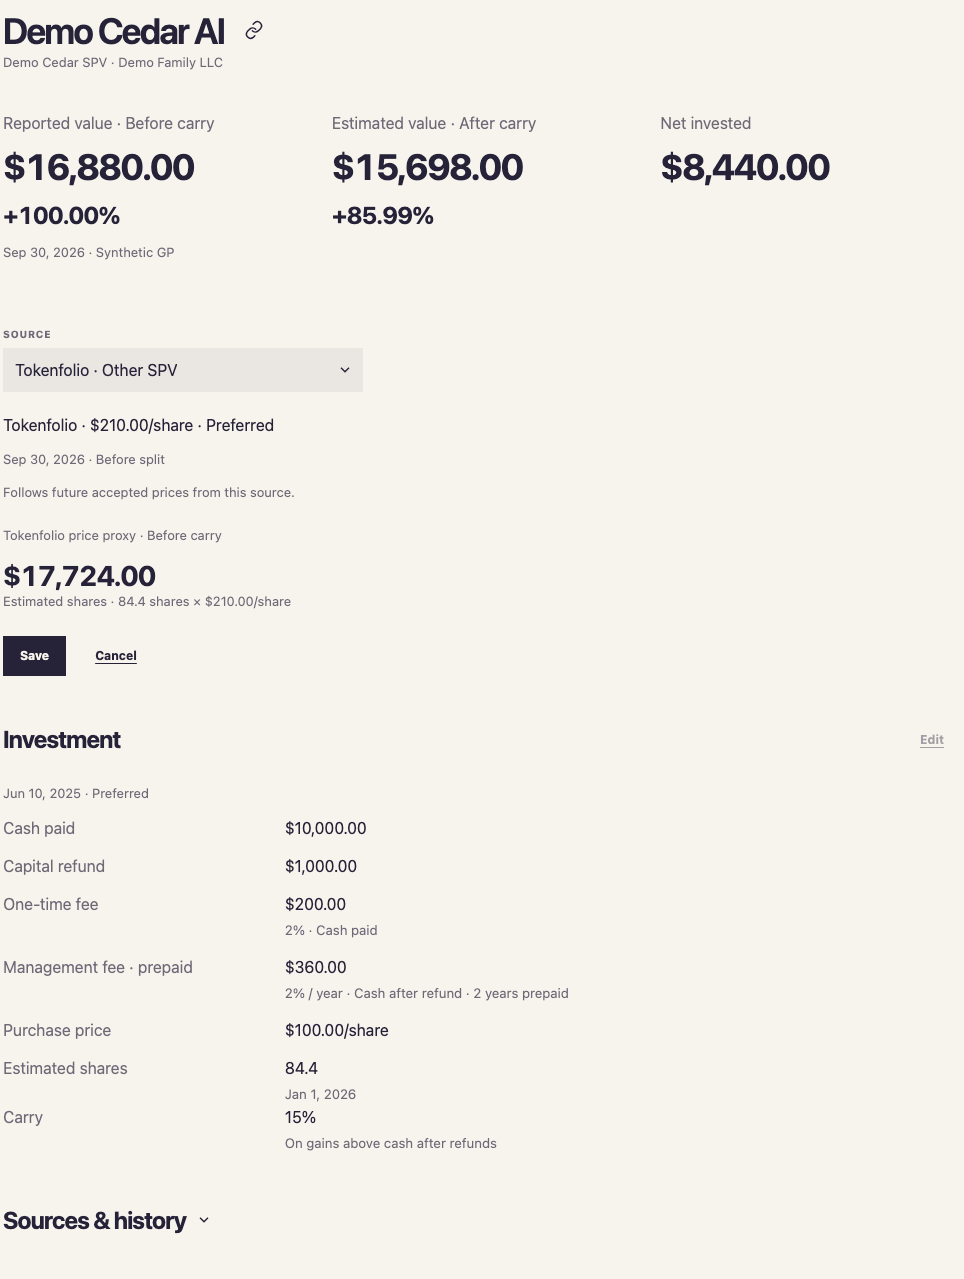 Demo Cedar AI
Demo Cedar SPV · Demo Family LLC
Reported value · Before carry
$16,880.00
+100.00%
Sep 30, 2026 · Synthetic GP
Estimated value · After carry
$15,698.00
+85.99%
Net invested
$8,440.00
SOURCE
Tokenfolio · Other SPV
Tokenfolio · $210.00/share · Preferred
Sep 30, 2026 · Before split
Follows future accepted prices from this source.
Tokenfolio price proxy · Before carry
$17,724.00
Estimated shares · 84.4 shares × $210.00/share
Save Cancel
Investment Edit
Jun 10, 2025 · Preferred
Cash paid $10,000.00
Capital refund $1,000.00
One-time fee $200.00
2% · Cash paid
Management fee · prepaid $360.00
2% / year · Cash after refund · 2 years prepaid
Purchase price $100.00/share
Estimated shares 84.4
Jan 1, 2026
Carry 15%
On gains above cash after refunds
Sources & history